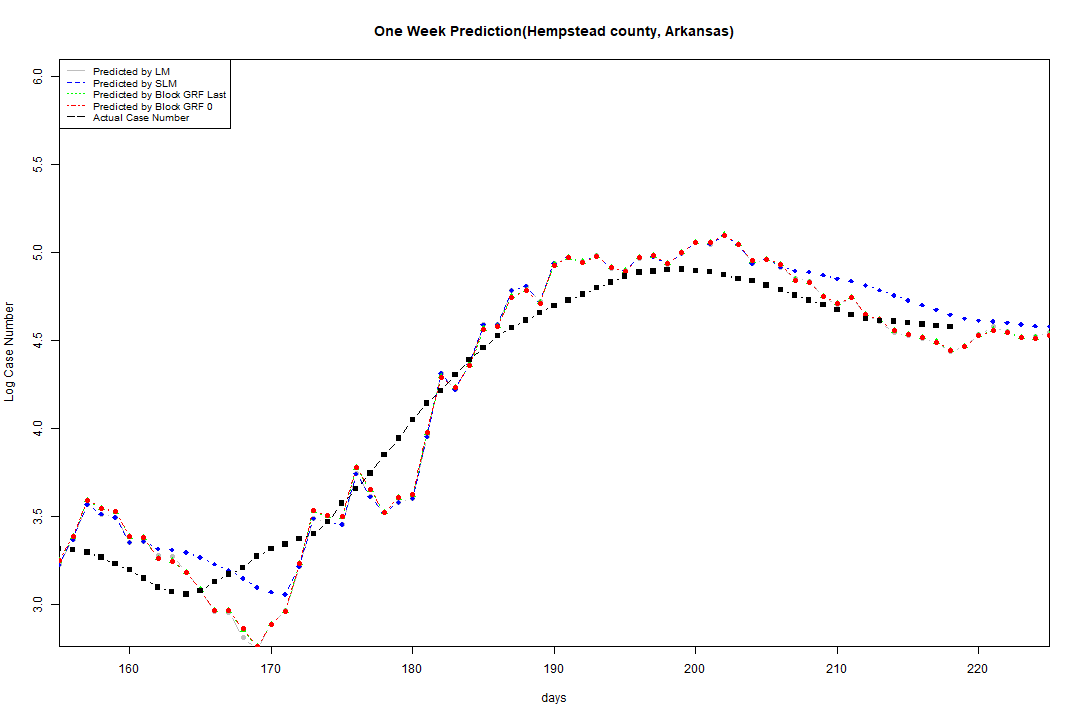 One Week Prediction(Hempstead county, Arkansas)
Predicted by LM
Predicted by SLM
Predicted by Block GRF Last
Predicted by Block GRF 0
Actual Case Number
6.0
5.5
5.0
4.5
4.0
3.5
3.0
Log Case Number
160 170 180 190 200 210 220
days